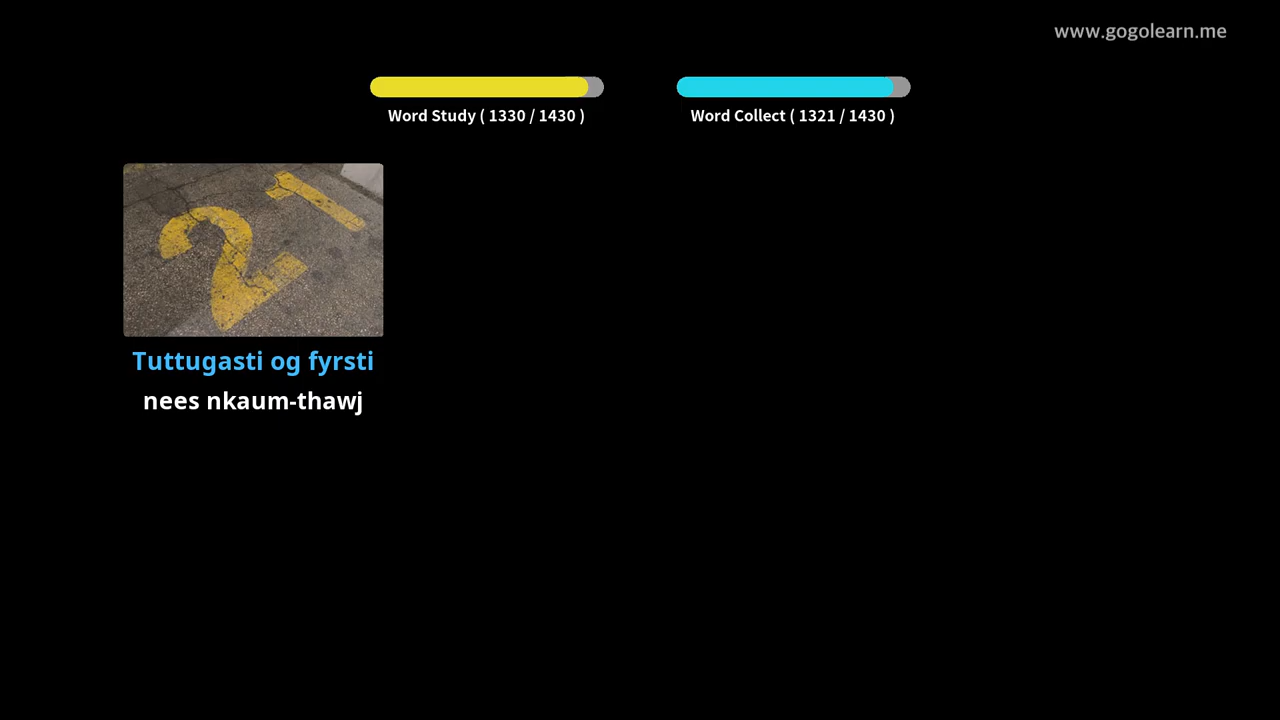 www.gogolearn.me
Word Study ( 1330 / 1430 )
Word Collect ( 1321 / 1430 )
21
Tuttugasti og fyrsti
nees nkaum-thawj